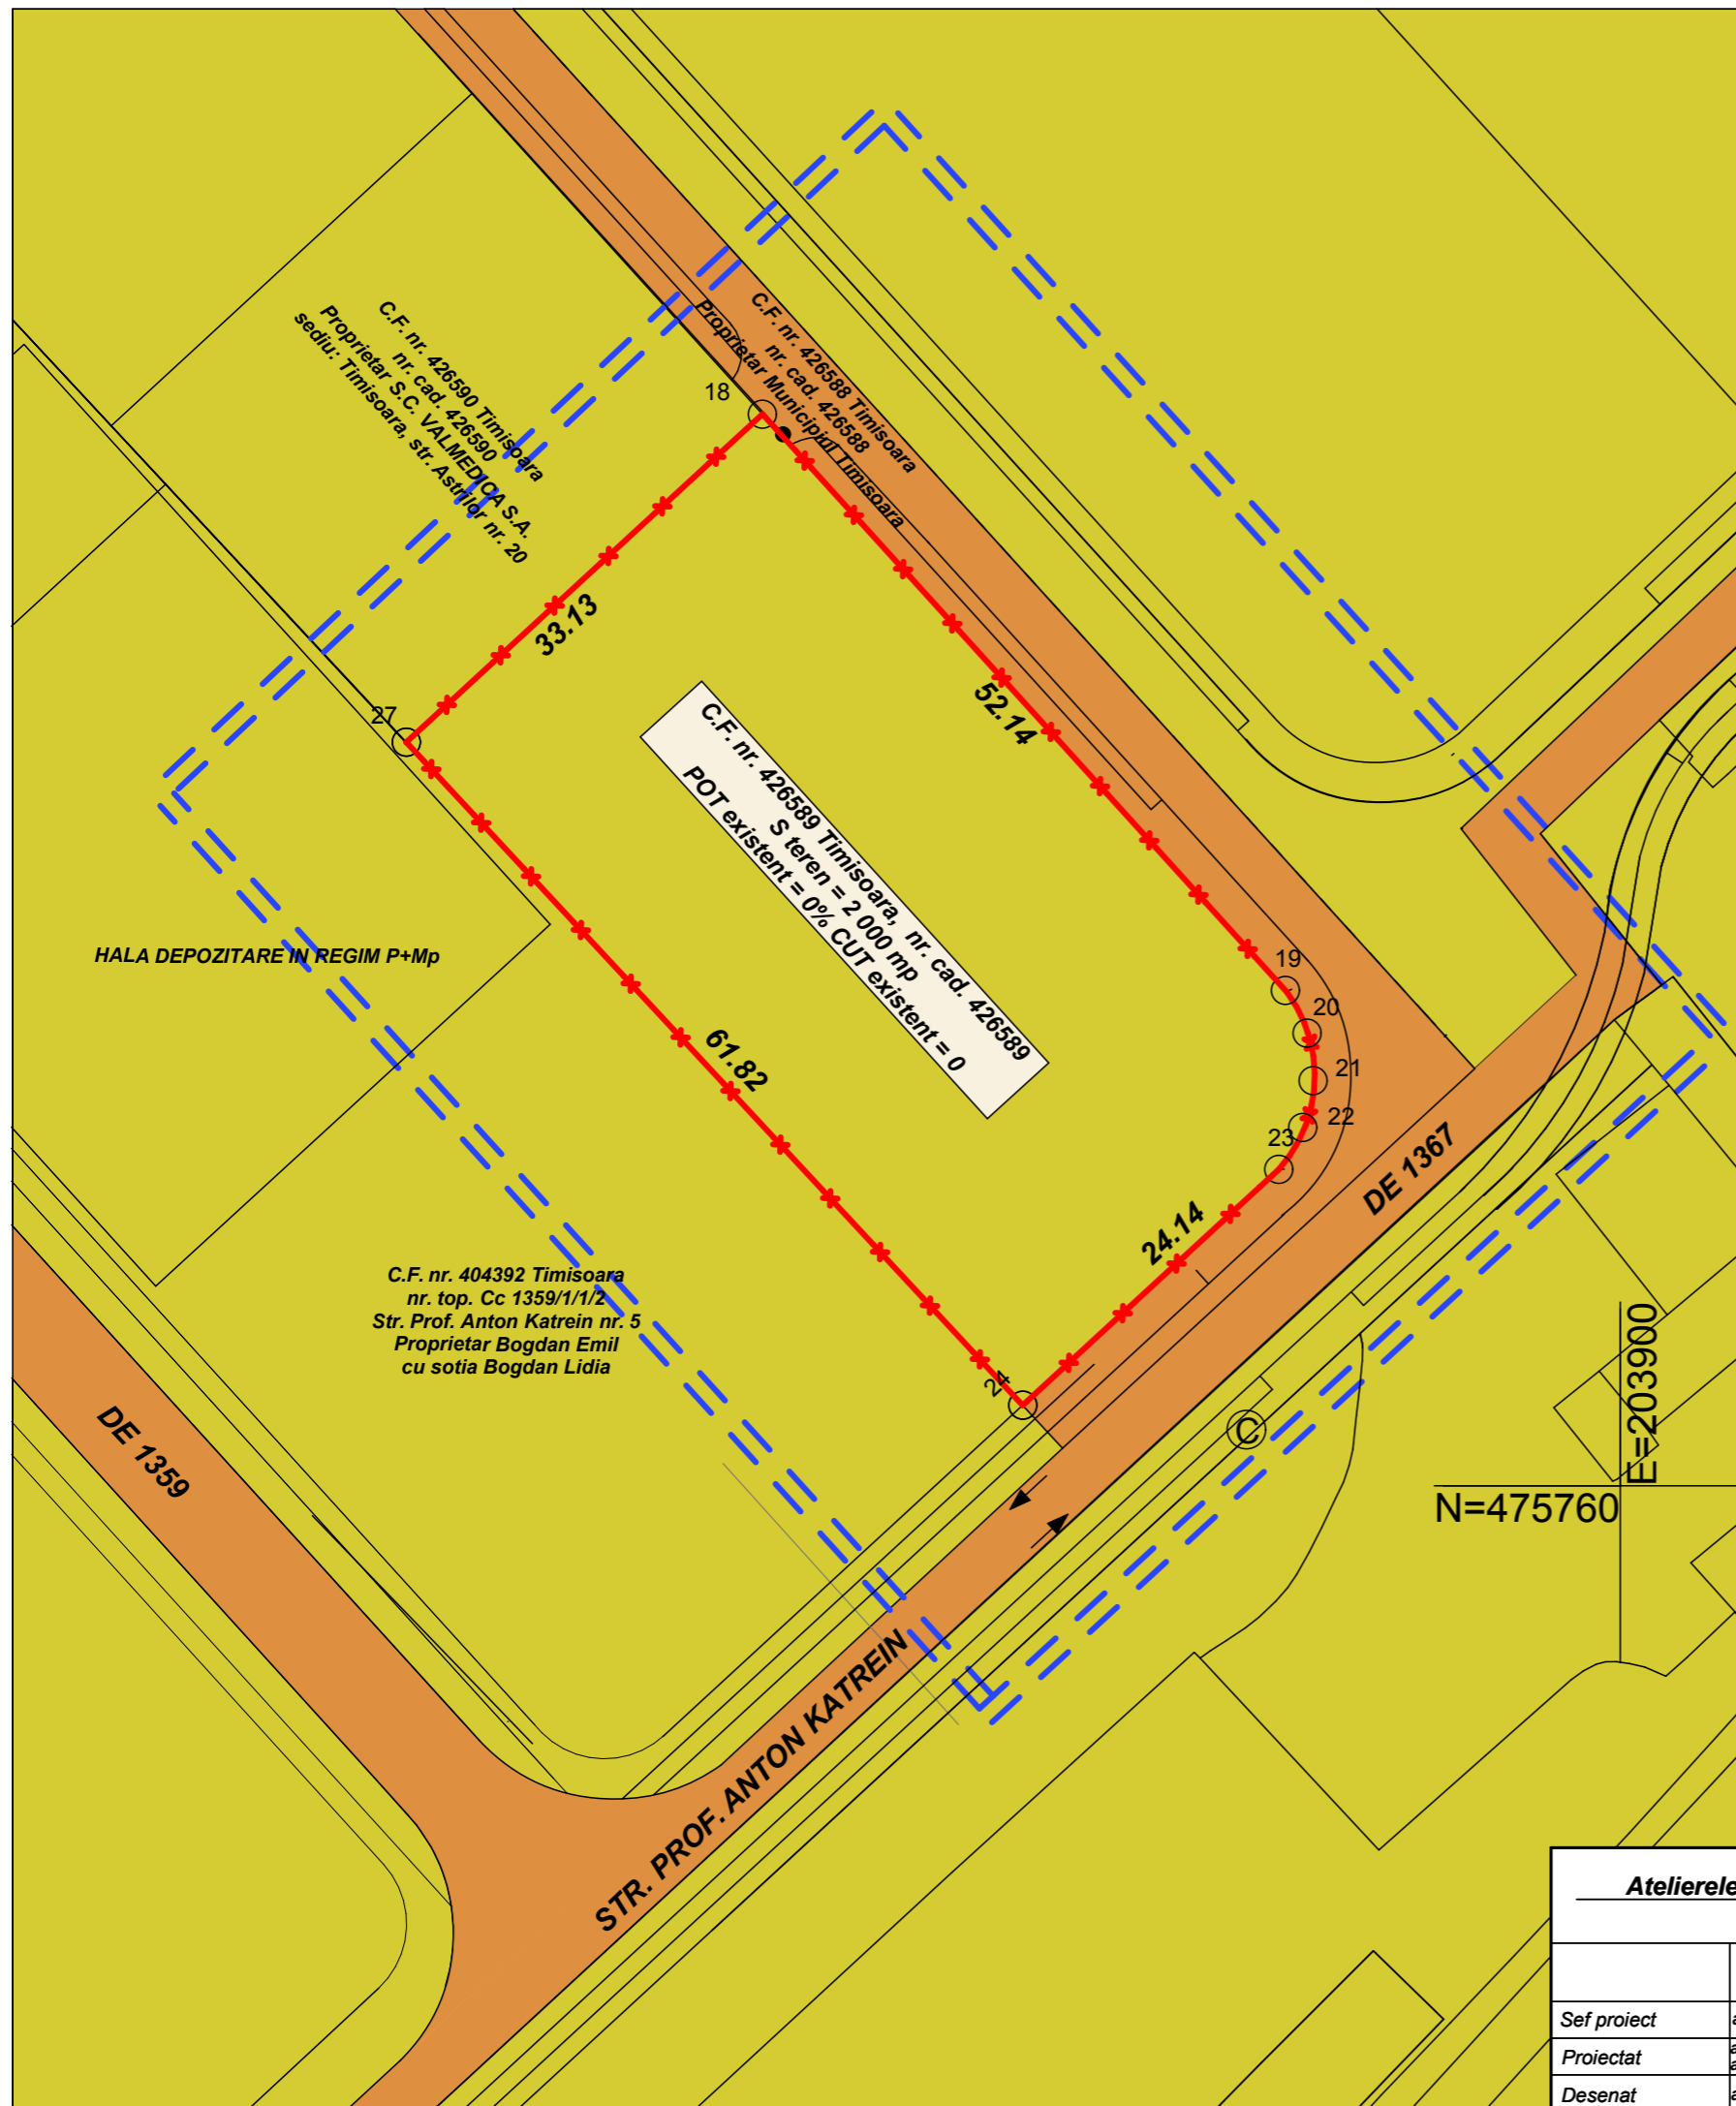 C.F. nr. 426590 Timisoara
nr. cad. 426590
Proprietar S.C. VALMEDICA S.A.
sediu: Timisoara, str. Astrilor nr. 20
C.F. nr. 426588 Timisoara
nr. cad. 426588
Proprietar Municipiul Timisoara
18
33.13
27
52.14
C.F. nr. 426589 Timisoara, nr. cad. 426589
S teren = 2 000 mp
POT existent = 0% CUT existent = 0
HALA DEPOZITARE IN REGIM P+Mp
61.82
19
20
21
22
23
24.14
DE 1367
24
C.F. nr. 404392 Timisoara
nr. top. Cc 1359/1/1/2
Str. Prof. Anton Katrein nr. 5
Proprietar Bogdan Emil
cu sotia Bogdan Lidia
DE 1359
C
E=203900
N=475760
STR. PROF. ANTON KATREIN
Atelierele
Sef proiect
Proiectat
Desenat